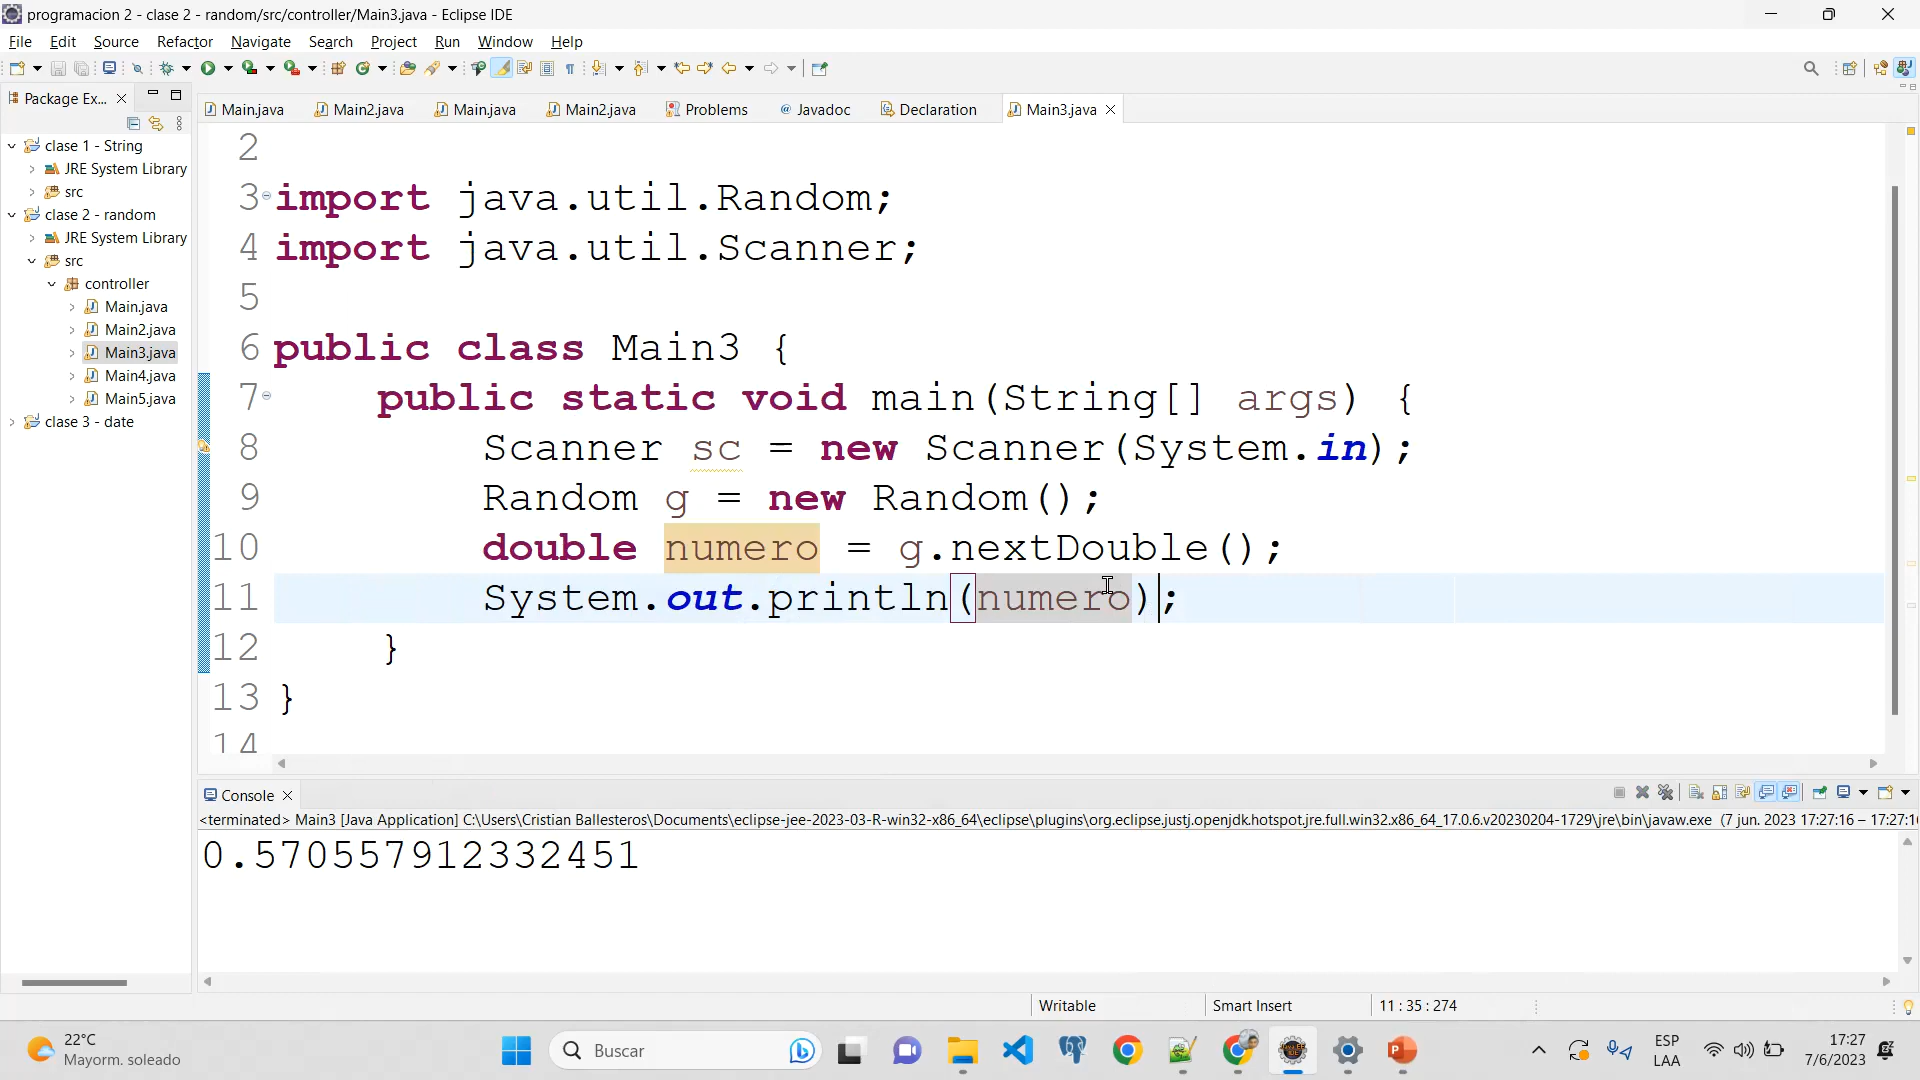 programacion 2 - clase 2 - random/src/controller/Main3.java - Eclipse IDE
File Edit Source Refactor Navigate Search Project Run Window Help
Package Ex...
Main.java Main2.java Main.java Main2.java Problems @ Javadoc Declaration Main3.java
clase 1 - String
JRE System Library
src
clase 2 - random
JRE System Library
src
controller
Main.java
Main2.java
Main3.java
Main4.java
Main5.java
clase 3 - date
2
3 import java.util.Random;
4 import java.util.Scanner;
5
6 public class Main3 {
7 public static void main(String[] args) {
8 Scanner sc = new Scanner(System.in);
9 Random g = new Random();
10 double numero = g.nextDouble();
11 System.out.println(numero);
12 }
13 }
14
Console
<terminated> Main3 [Java Application] C:\Users\Cristian Ballesteros\Documents\eclipse-jee-2023-03-R-win32-x86_64\eclipse\plugins\org.eclipse.justj.openjdk.hotspot.jre.full.win32.x86_64_17.0.6.v20230204-1729\jre\bin\javaw.exe (7 jun. 2023 17:27:16 – 17:27:1
0.570557912332451
Writable Smart Insert 11 : 35 : 274
22°C
Mayorm. soleado
Buscar
ESP
LAA
17:27
7/6/2023